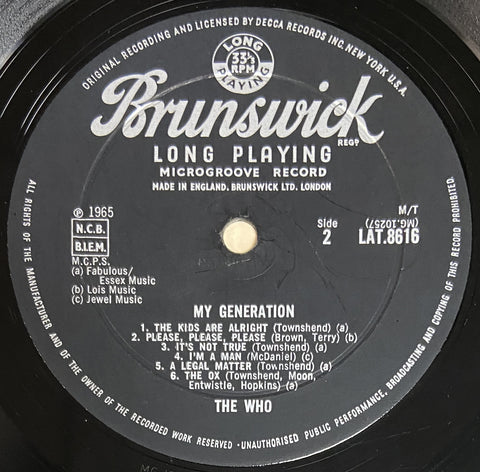 ORIGINAL RECORDING AND LICENSED BY DECCA RECORDS INC. NEW YORK U.S.A.
LONG
33⅓
RPM
PLAYING
Brunswick
REGD
LONG PLAYING
MICROGROOVE RECORD
MADE IN ENGLAND. BRUNSWICK LTD. LONDON
℗ 1965
N.C.B.
B.I.E.M.
M.C.P.S.
(a) Fabulous/
Essex Music
(b) Lois Music
(c) Jewel Music
Side
2
M/T
(MG.10257)
LAT.8616
MY GENERATION
1. THE KIDS ARE ALRIGHT (Townshend) (a)
2. PLEASE, PLEASE, PLEASE (Brown, Terry) (b)
3. IT'S NOT TRUE (Townshend) (a)
4. I'M A MAN (McDaniel) (c)
5. A LEGAL MATTER (Townshend) (a)
6. THE OX (Townshend, Moon,
Entwistle, Hopkins) (a)
THE WHO
ALL RIGHTS OF THE MANUFACTURER AND OF THE OWNER OF THE RECORDED WORK RESERVED · UNAUTHORISED PUBLIC PERFORMANCE, BROADCASTING AND COPYING OF THIS RECORD PROHIBITED.